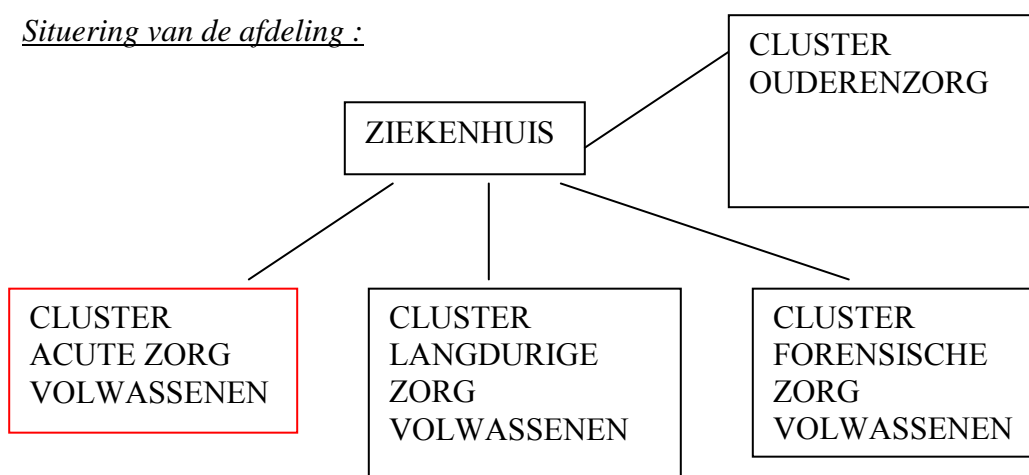 Situering van de afdeling :
CLUSTER
OUDERENZORG
ZIEKENHUIS
CLUSTER
ACUTE ZORG
VOLWASSENEN
CLUSTER
LANGDURIGE
ZORG
VOLWASSENEN
CLUSTER
FORENSISCHE
ZORG
VOLWASSENEN